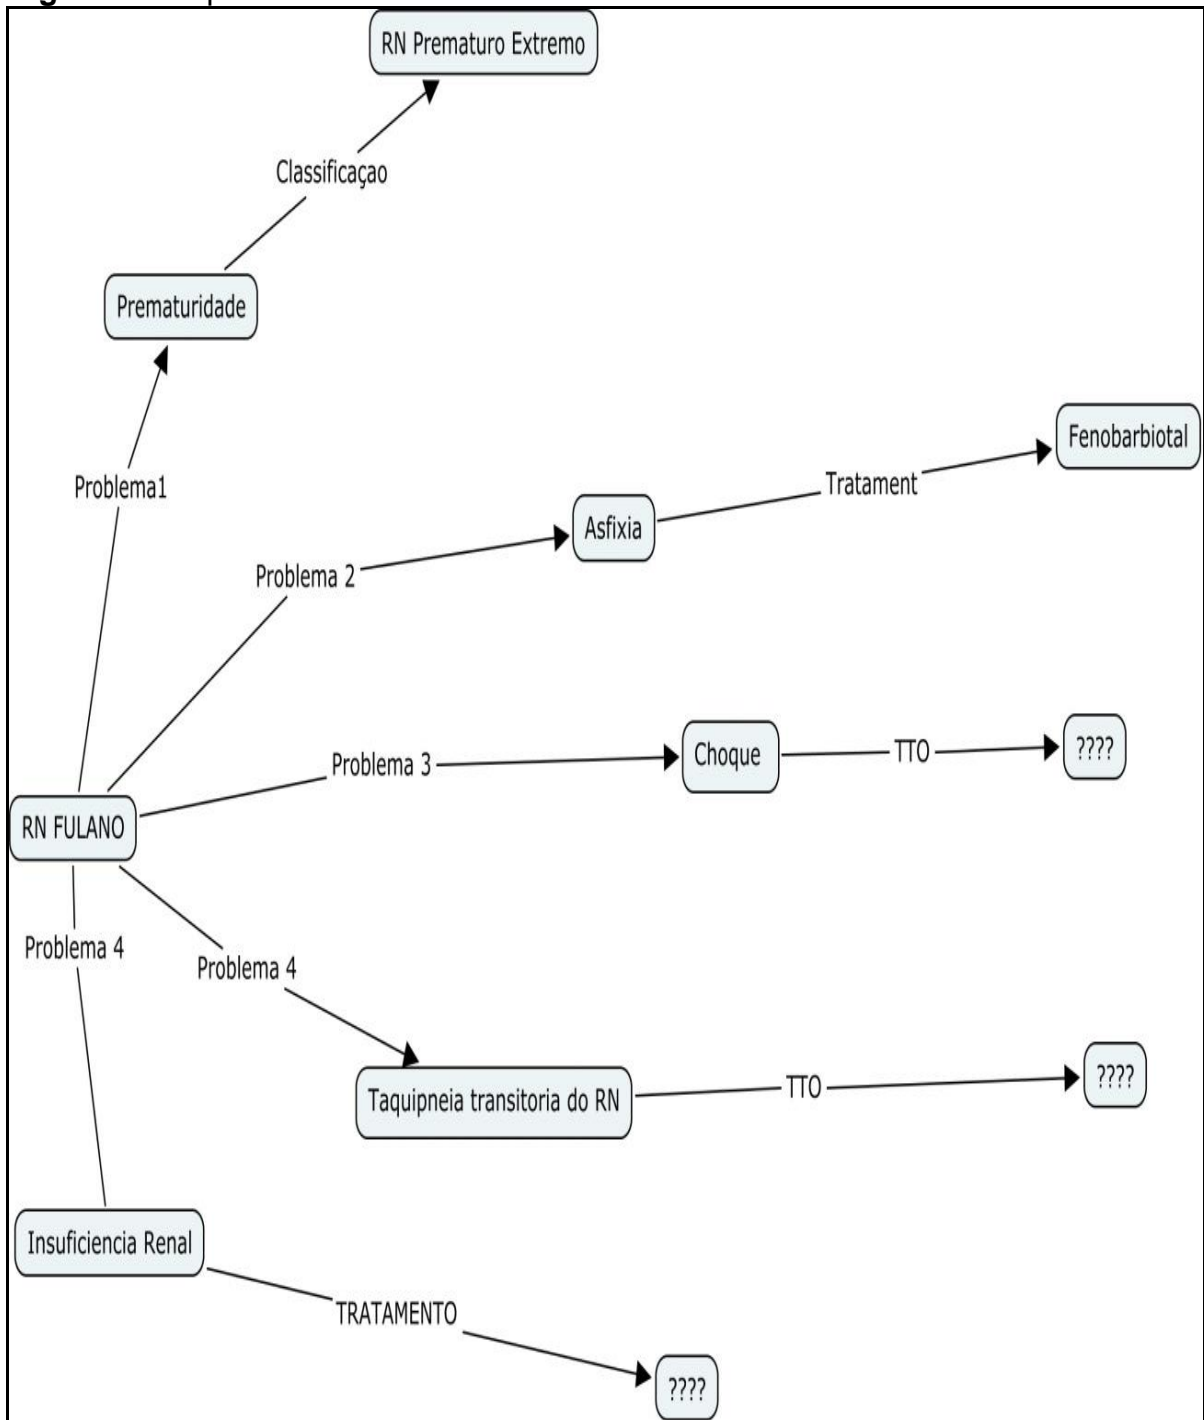 RN Prematuro Extremo
Classificaçao
Prematuridade
Problema1
Fenobarbiotal
Tratament
Asfixia
Problema 2
Choque
TTO
????
Problema 3
RN FULANO
Problema 4
Problema 4
Taquipneia transitoria do RN
TTO
????
Insuficiencia Renal
TRATAMENTO
????